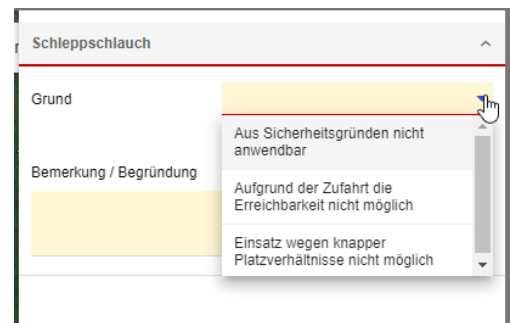 Schleppschlauch
Grund
Aus Sicherheitsgründen nicht
anwendbar
Bemerkung / Begründung
Aufgrund der Zufahrt die
Erreichbarkeit nicht möglich
Einsatz wegen knapper
Platzverhältnisse nicht möglich